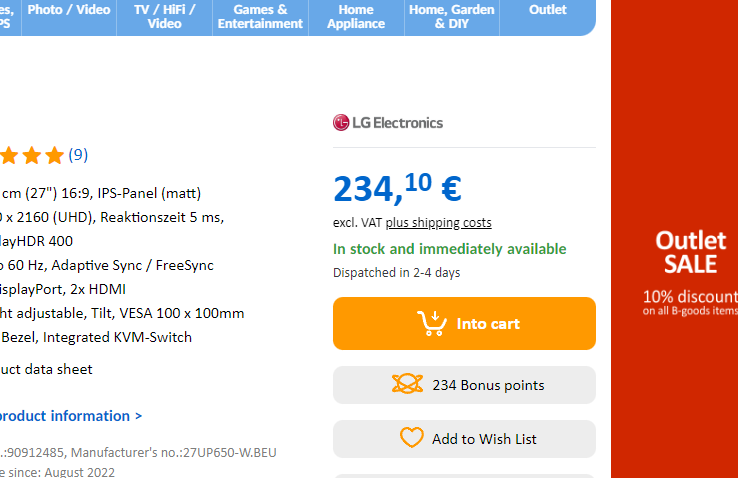 Photo / Video
TV / HiFi / Video
Games & Entertainment
Home Appliance
Home, Garden & DIY
Outlet
LG Electronics
(9)
234,10 €
cm (27") 16:9, IPS-Panel (matt)
x 2160 (UHD), Reaktionszeit 5 ms,
excl. VAT plus shipping costs
layHDR 400
In stock and immediately available
60 Hz, Adaptive Sync / FreeSync
Dispatched in 2-4 days
isplayPort, 2x HDMI
ht adjustable, Tilt, VESA 100 x 100mm
Into cart
Bezel, Integrated KVM-Switch
uct data sheet
234 Bonus points
product information >
Add to Wish List
.:90912485, Manufacturer's no.:27UP650-W.BEU
e since: August 2022
Outlet
SALE
10% discount
on all B-goods items